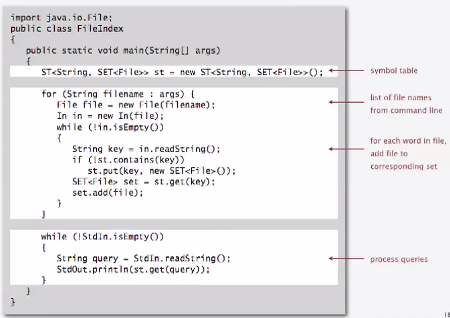 import java.io.File;
public class FileIndex
{
public static void main(String[] args)
{
ST<String, SET<File>> st = new ST<String, SET<File>>();
symbol table
for (String filename : args) {
list of file names
from command line
File file = new File(filename);
In in = new In(file);
while (!in.isEmpty())
{
for each word in file,
add file to
corresponding set
String key = in.readString();
if (!st.contains(key))
st.put(key, new SET<File>());
SET<File> set = st.get(key);
set.add(file);
}
}
while (!StdIn.isEmpty())
{
process queries
String query = StdIn.readString();
StdOut.println(st.get(query));
}
}
}